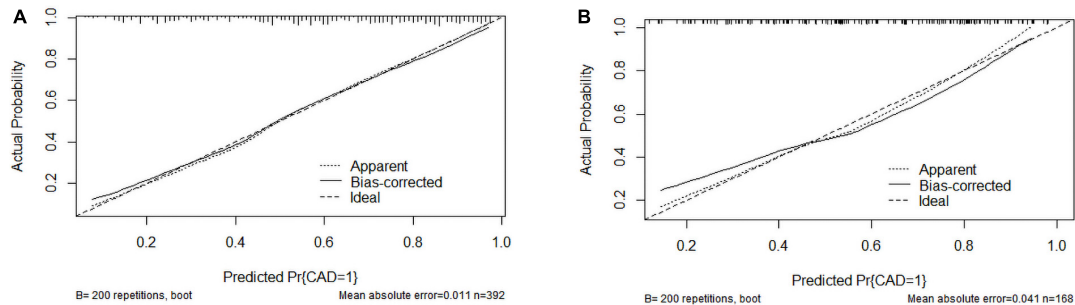 A
Actual Probability
1.0
0.8
0.6
0.4
0.2
Apparent
Bias-corrected
Ideal
0.2 0.4 0.6 0.8 1.0
Predicted Pr{CAD=1}
B= 200 repetitions, boot
Mean absolute error=0.011 n=392
B
Actual Probability
1.0
0.8
0.6
0.4
0.2
Apparent
Bias-corrected
Ideal
0.2 0.4 0.6 0.8 1.0
Predicted Pr{CAD=1}
B= 200 repetitions, boot
Mean absolute error=0.041 n=168